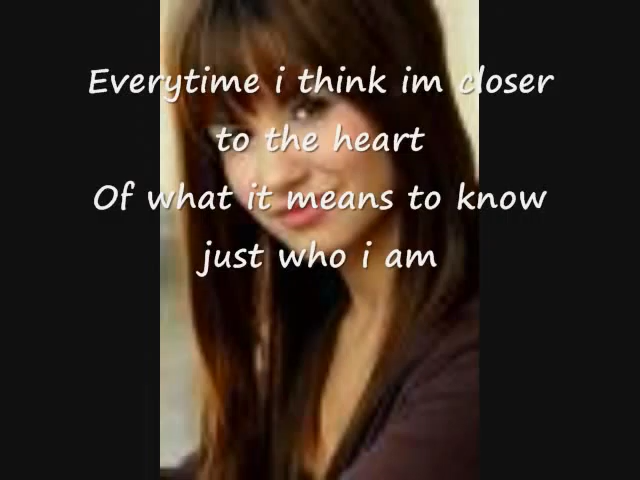 Everytime i think im closer
to the heart
Of what it means to know
just who i am